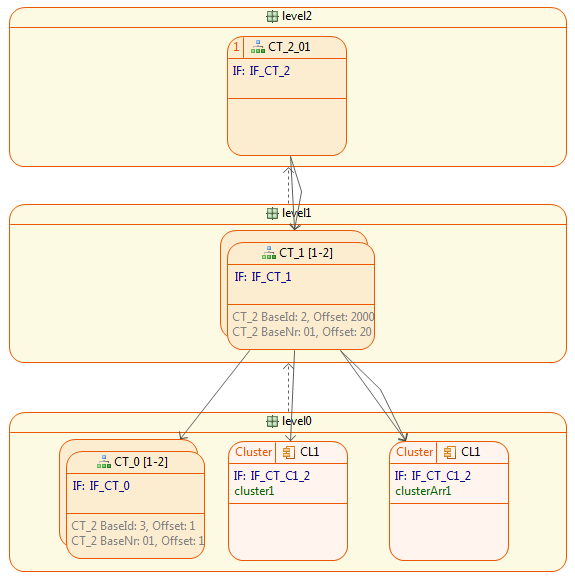 level2
1 CT_2_01
IF: IF_CT_2
level1
CT_1 [1-2]
IF: IF_CT_1
CT_2 BaseId: 2, Offset: 2000
CT_2 BaseNr: 01, Offset: 20
level0
CT_0 [1-2]
IF: IF_CT_0
CT_2 BaseId: 3, Offset: 1
CT_2 BaseNr: 01, Offset: 1
Cluster CL1
IF: IF_CT_C1_2
cluster1
Cluster CL1
IF: IF_CT_C1_2
clusterArr1